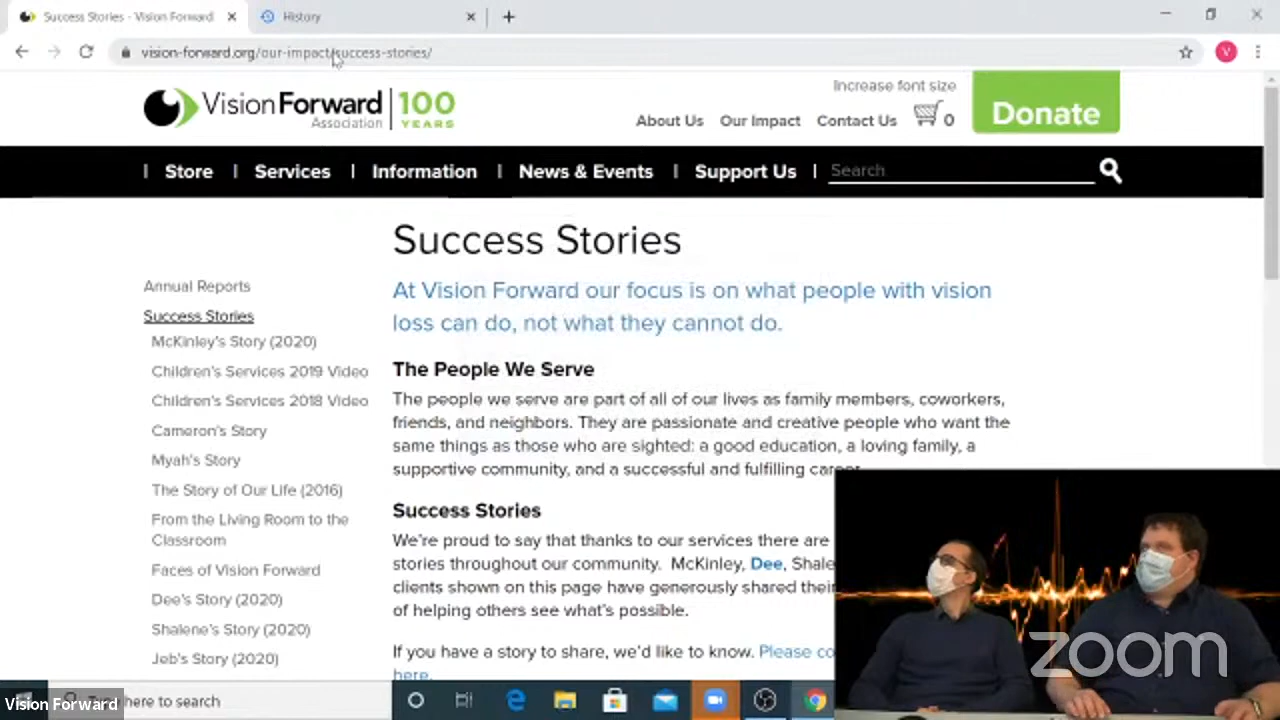 Success Stories - Vision Forward
History
vision-forward.org/our-impact/success-stories/
V
Increase font size
VisionForward 100
Association YEARS
About Us Our Impact Contact Us 0 Donate
Store Services Information News & Events Support Us Search
Success Stories
At Vision Forward our focus is on what people with vision
loss can do, not what they cannot do.
Annual Reports
Success Stories
McKinley's Story (2020)
Children's Services 2019 Video
Children's Services 2018 Video
Cameron's Story
Myah's Story
The Story of Our Life (2016)
From the Living Room to the
Classroom
Faces of Vision Forward
Dee's Story (2020)
Shalene's Story (2020)
Jeb's Story (2020)
The People We Serve
The people we serve are part of all of our lives as family members, coworkers,
friends, and neighbors. They are passionate and creative people who want the
same things as those who are sighted: a good education, a loving family, a
supportive community, and a successful and fulfilling career.
Success Stories
We're proud to say that thanks to our services there are
stories throughout our community. McKinley, Dee, Shale
clients shown on this page have generously shared their
of helping others see what's possible.
If you have a story to share, we'd like to know. Please co
here.
here to search
Vision Forward
zoom